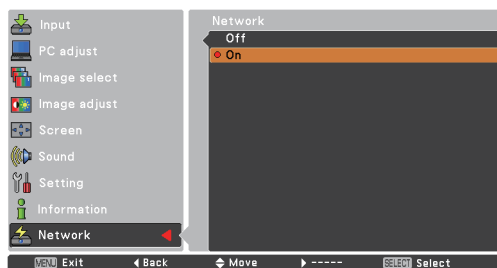 Input
PC adjust
Image select
Image adjust
Screen
Sound
Setting
Information
Network
Network
Off
On
MENU Exit
Back
Move
-----
SELECT Select